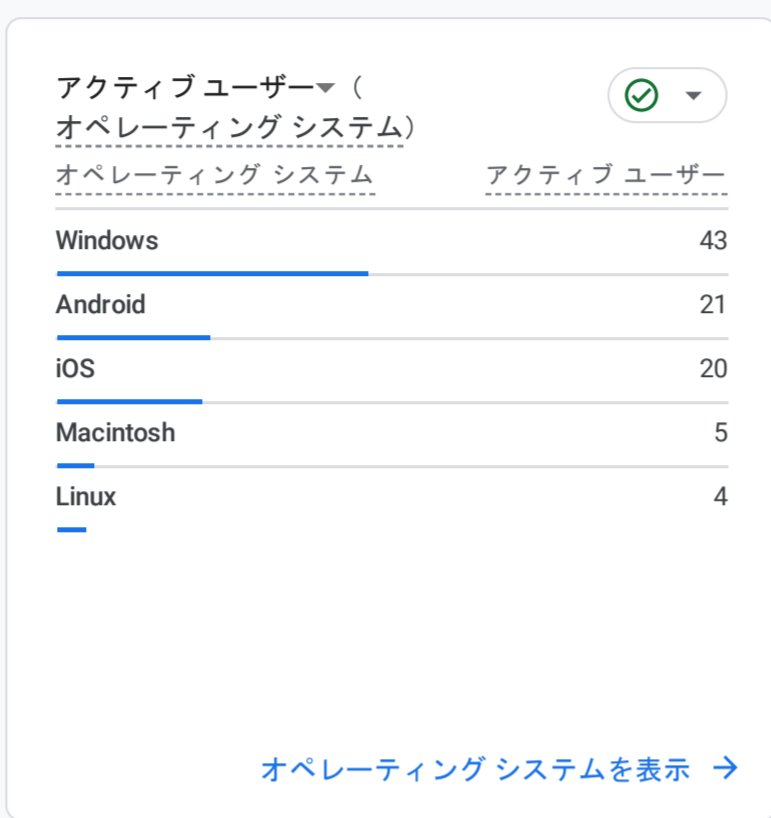 アクティブ ユーザー▼（
オペレーティング システム）
オペレーティング システム アクティブ ユーザー
Windows 43
Android 21
iOS 20
Macintosh 5
Linux 4
オペレーティング システムを表示 →